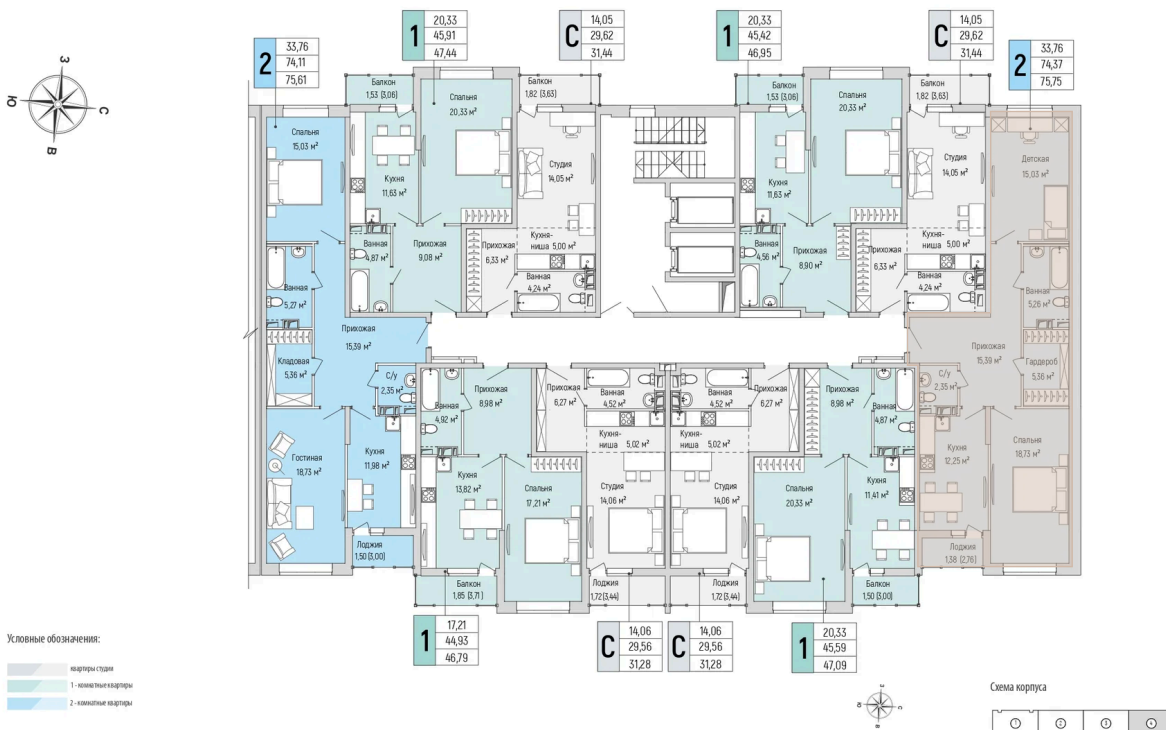 З
Ю
С
В
2
33,76
74,11
75,61
1
20,33
45,91
47,44
С
14,05
29,62
31,44
1
20,33
45,42
46,95
С
14,05
29,62
31,44
2
33,76
74,37
75,75
Балкон
1,53 (3,06)
Спальня
20,33 м²
Балкон
1,82 (3,63)
Балкон
1,53 (3,06)
Спальня
20,33 м²
Балкон
1,82 (3,63)
Спальня
15,03 м²
Кухня
11,63 м²
Студия
14,05 м²
Кухня
11,63 м²
Студия
14,05 м²
Детская
15,03 м²
Ванная
4,87 м²
Прихожая
9,08 м²
Прихожая
6,33 м²
Кухня-
ниша 5,00 м²
Ванная
4,24 м²
Ванная
4,56 м²
Прихожая
8,90 м²
Прихожая
6,33 м²
Кухня-
ниша 5,00 м²
Ванная
4,24 м²
Ванная
5,27 м²
Ванная
5,26 м²
Прихожая
15,39 м²
Прихожая
15,39 м²
Кладовая
5,36 м²
С/у
2,35 м²
Гардероб
5,36 м²
С/у
2,35 м²
Ванная
4,92 м²
Прихожая
8,98 м²
Прихожая
6,27 м²
Ванная
4,52 м²
Ванная
4,52 м²
Прихожая
6,27 м²
Прихожая
8,98 м²
Ванная
4,87 м²
Гостиная
18,73 м²
Кухня
11,98 м²
Кухня
13,82 м²
Спальня
17,21 м²
Кухня-
ниша 5,02 м²
Студия
14,06 м²
Кухня-
ниша 5,02 м²
Студия
14,06 м²
Спальня
20,33 м²
Кухня
11,41 м²
Кухня
12,25 м²
Спальня
18,73 м²
Лоджия
1,50 (3,00)
Балкон
1,85 (3,71)
Лоджия
1,72 (3,44)
Лоджия
1,72 (3,44)
Балкон
1,50 (3,00)
Лоджия
1,38 (2,76)
1
17,21
44,93
46,79
С
14,06
29,56
31,28
С
14,06
29,56
31,28
1
20,33
45,59
47,09
Условные обозначения:
квартиры студии
1 - комнатные квартиры
2 - комнатные квартиры
З
Ю
С
В
Схема корпуса
1
2
3
4